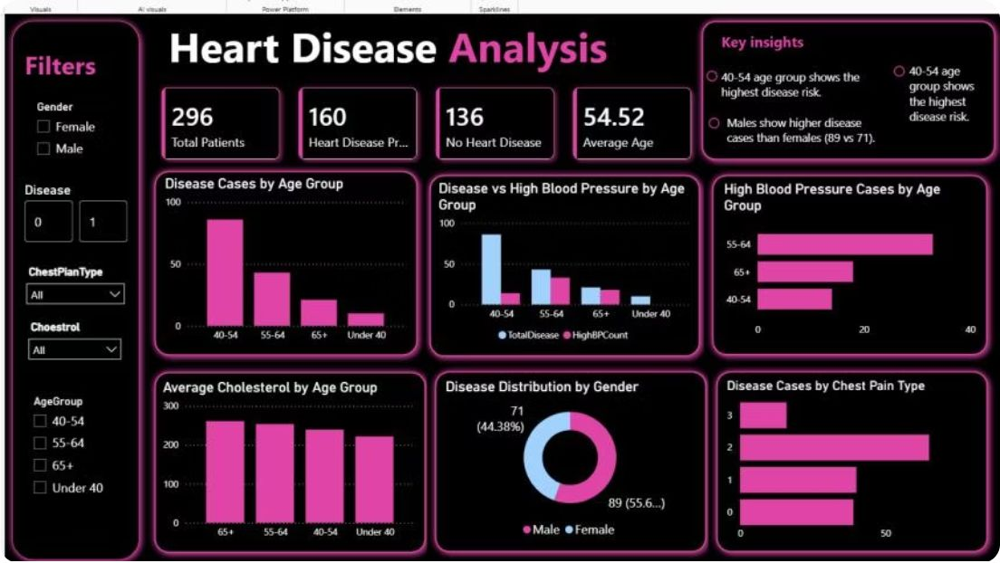 Visuals
AI visuals
Power Platform
Elements
Sparklines
Filters
Gender
Female
Male
Disease
0
1
ChestPlanType
All
Choestrol
All
AgeGroup
40-54
55-64
65+
Under 40
Heart Disease Analysis
296
Total Patients
160
Heart Disease Pr...
136
No Heart Disease
54.52
Average Age
Key insights
40-54 age group shows the
highest disease risk.
Males show higher disease
cases than females (89 vs 71).
40-54 age
group shows
the highest
disease risk.
Disease Cases by Age Group
100
50
0
40-54
55-64
65+
Under 40
Disease vs High Blood Pressure by Age
Group
100
50
0
40-54
55-64
65+
Under 40
TotalDisease
HighBPCount
High Blood Pressure Cases by Age
Group
55-64
65+
40-54
0
20
40
Average Cholesterol by Age Group
300
200
100
0
65+
55-64
40-54
Under 40
Disease Distribution by Gender
71
(44.38%)
89 (55.6...)
Male
Female
Disease Cases by Chest Pain Type
3
2
1
0
0
50